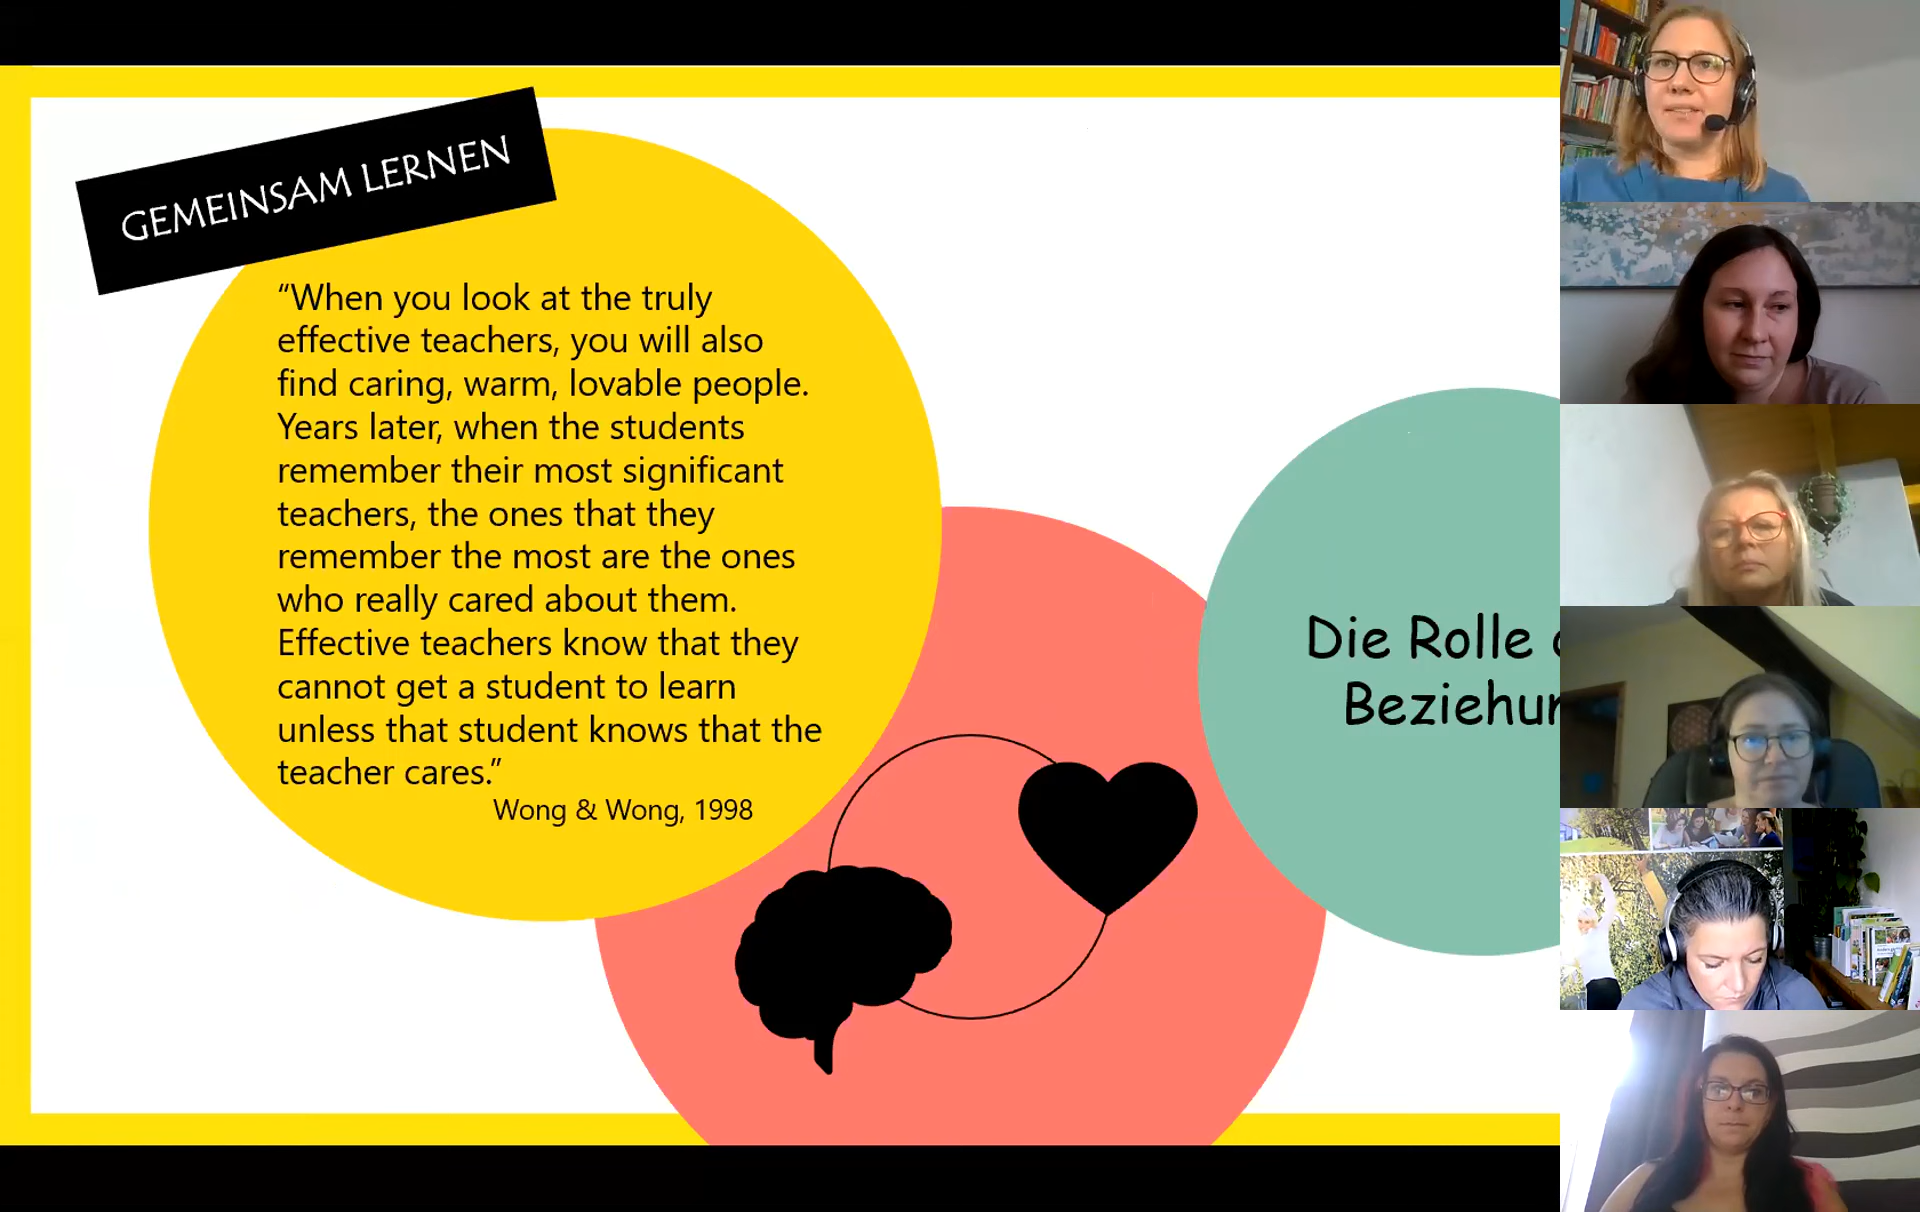 GEMEINSAM LERNEN
“When you look at the truly
effective teachers, you will also
find caring, warm, lovable people.
Years later, when the students
remember their most significant
teachers, the ones that they
remember the most are the ones
who really cared about them.
Effective teachers know that they
cannot get a student to learn
unless that student knows that the
teacher cares.”
Wong & Wong, 1998
Die Rolle